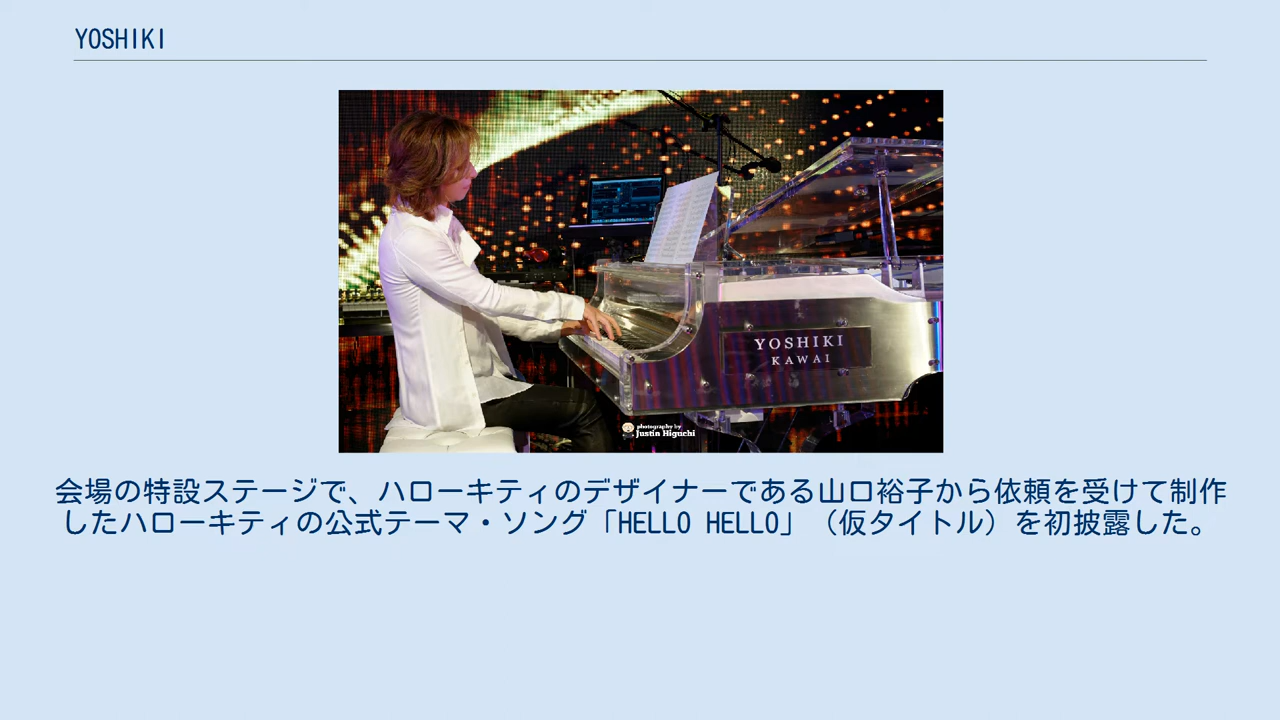 YOSHIKI
YOSHIKI
KAWAI
photography by
Justin Higuchi
会場の特設ステージで、ハローキティのデザイナーである山口裕子から依頼を受けて制作
したハローキティの公式テーマ・ソング「HELLO HELLO」（仮タイトル）を初披露した。